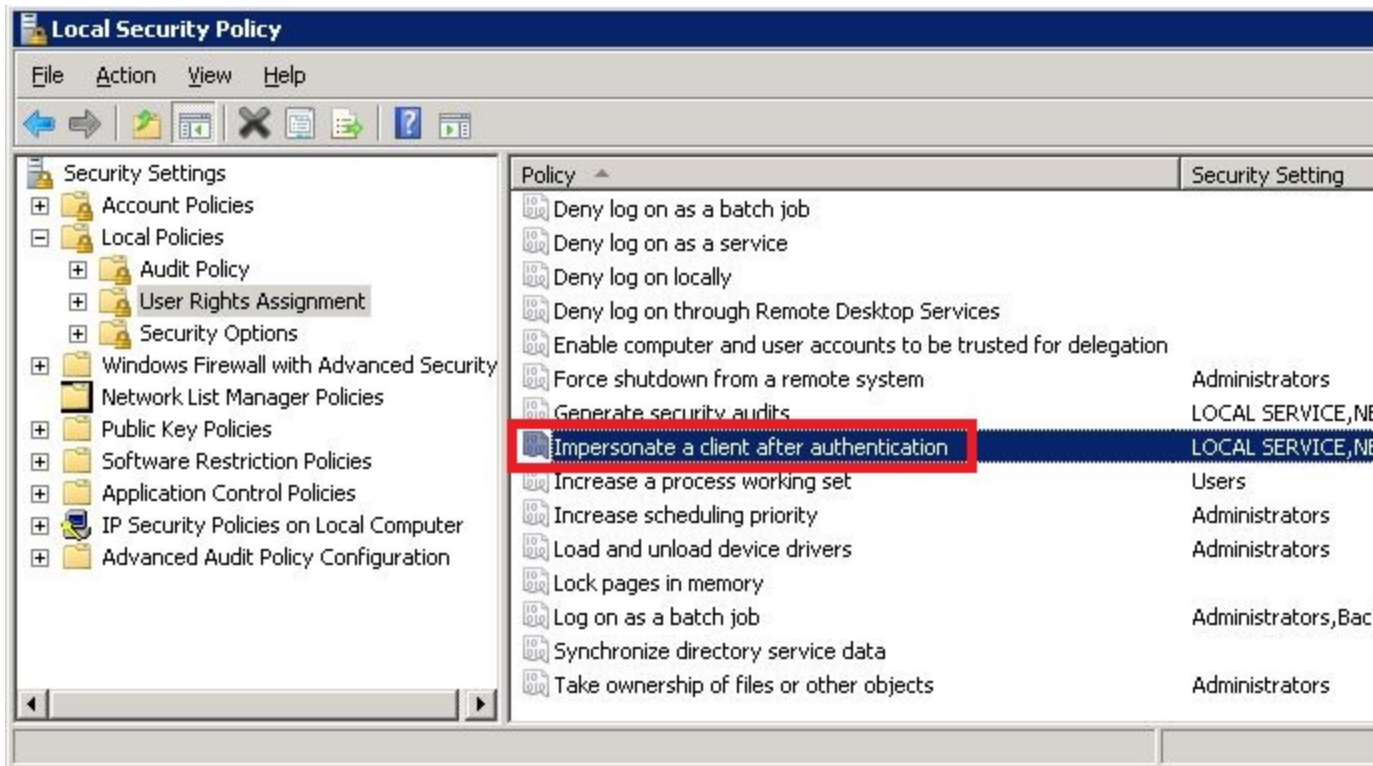 Local Security Policy
File Action View Help
Security Settings
Account Policies
Local Policies
Audit Policy
User Rights Assignment
Security Options
Windows Firewall with Advanced Security
Network List Manager Policies
Public Key Policies
Software Restriction Policies
Application Control Policies
IP Security Policies on Local Computer
Advanced Audit Policy Configuration
Policy Security Setting
Deny log on as a batch job
Deny log on as a service
Deny log on locally
Deny log on through Remote Desktop Services
Enable computer and user accounts to be trusted for delegation
Force shutdown from a remote system Administrators
Generate security audits LOCAL SERVICE,NE
Impersonate a client after authentication LOCAL SERVICE,NE
Increase a process working set Users
Increase scheduling priority Administrators
Load and unload device drivers Administrators
Lock pages in memory
Log on as a batch job Administrators,Bac
Synchronize directory service data
Take ownership of files or other objects Administrators